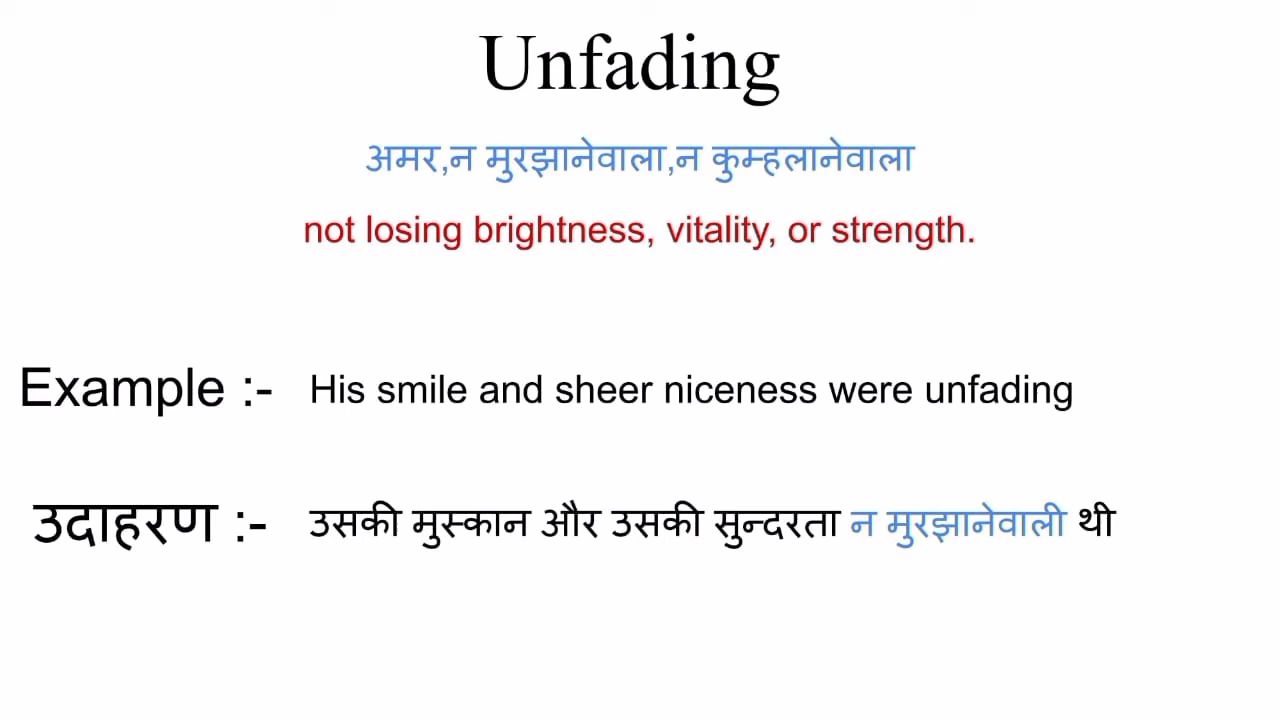 Unfading
अमर,न मुरझानेवाला,न कुम्हलानेवाला
not losing brightness, vitality, or strength.
Example :- His smile and sheer niceness were unfading
उदाहरण :- उसकी मुस्कान और उसकी सुन्दरता न मुरझानेवाली थी